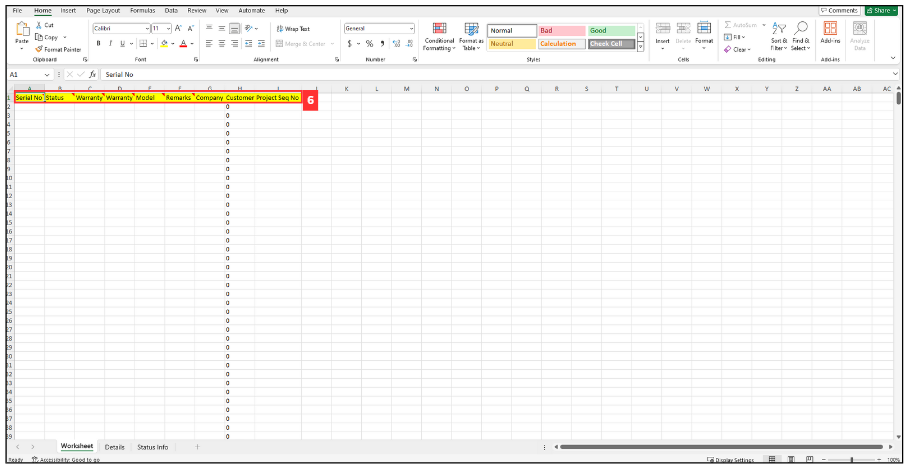 File Home Insert Page Layout Formulas Data Review View Automate Help Comments Share
Cut
Copy
Format Painter
Paste
Clipboard
Calibri 11 A A
B I U A
Font
Wrap Text
Merge & Center
Alignment
General
$ % 9
Number
Conditional Formatting
Format as Table
Normal Bad Good
Neutral Calculation Check Cell
Styles
Insert Delete Format
Cells
AutoSum
Fill
Clear
Sort & Filter
Find & Select
Editing
Add-ins
Add-ins
Analyze Data
A1 fx Serial No
A B C D E F G H I K L M N O P Q R S T U V W X Y Z AA AB AC
1 Serial No Status Warranty Warranty Model Remarks Company Customer Project Seq No 6
2 0
3 0
4 0
5 0
6 0
7 0
8 0
9 0
10 0
11 0
12 0
13 0
14 0
15 0
16 0
17 0
18 0
19 0
20 0
21 0
22 0
23 0
24 0
25 0
26 0
27 0
28 0
29 0
30 0
31 0
32 0
33 0
34 0
35 0
36 0
37 0
38 0
39 0
Worksheet Details Status Info +
Ready Accessibility: Good to go Display Settings 100%